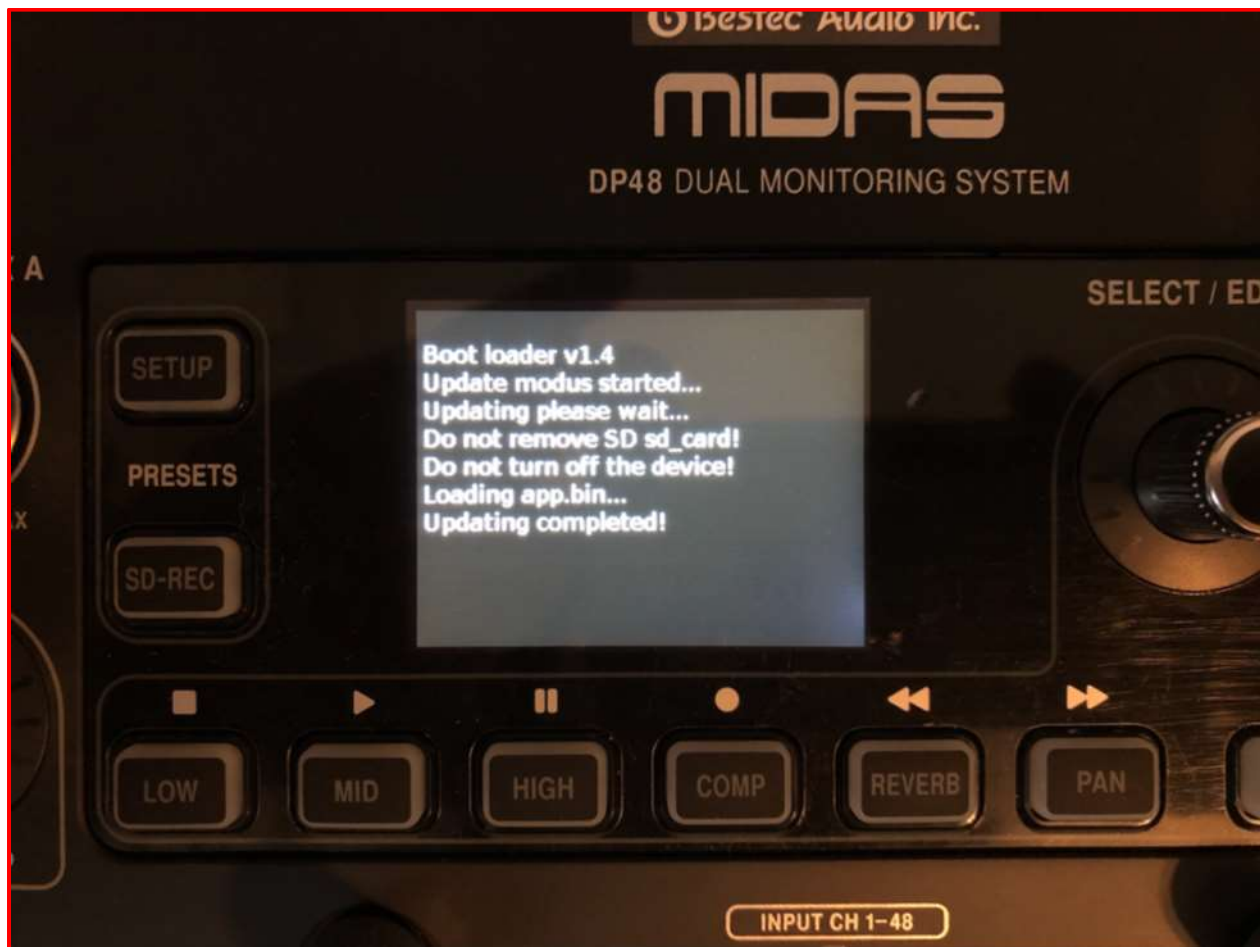 Bestec Audio Inc.
MIDAS
DP48 DUAL MONITORING SYSTEM
A
SELECT / ED
SETUP
Boot loader v1.4
Update modus started...
Updating please wait...
Do not remove SD sd_card!
Do not turn off the device!
Loading app.bin...
Updating completed!
PRESETS
X
SD-REC
LOW
MID
HIGH
COMP
REVERB
PAN
INPUT CH 1-48